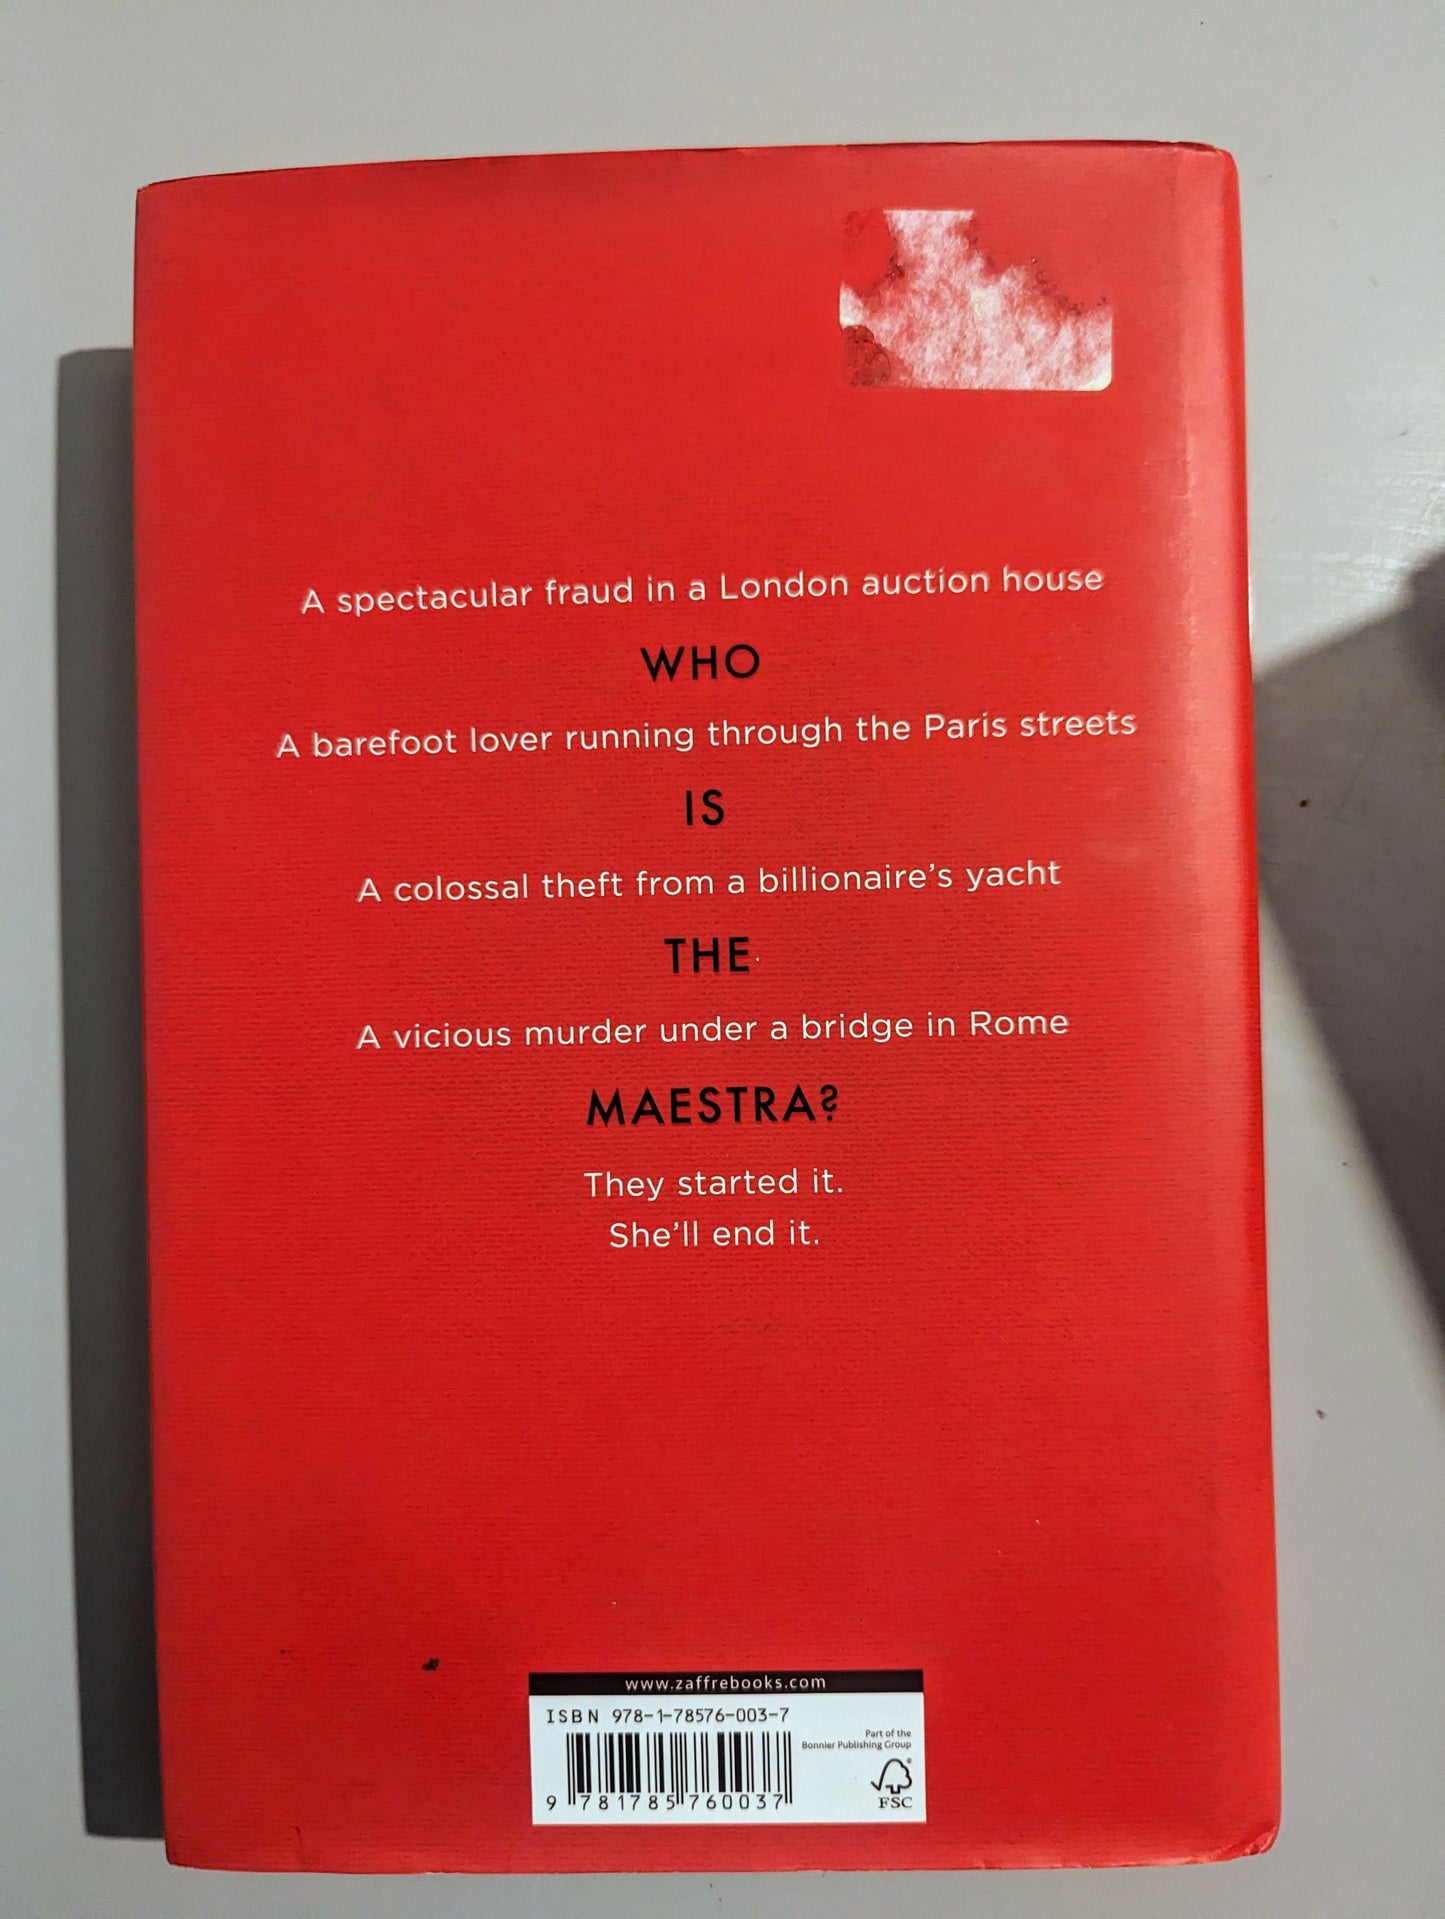 A spectacular fraud in a London auction house
WHO
A barefoot lover running through the Paris streets
IS
A colossal theft from a billionaire's yacht
THE
A vicious murder under a bridge in Rome
MAESTRA?
They started it.
She'll end it.
www.zaffrebooks.com
ISBN 978-1-78576-003-7
Part of the
Bonnier Publishing Group
FSC
9 781785 760037